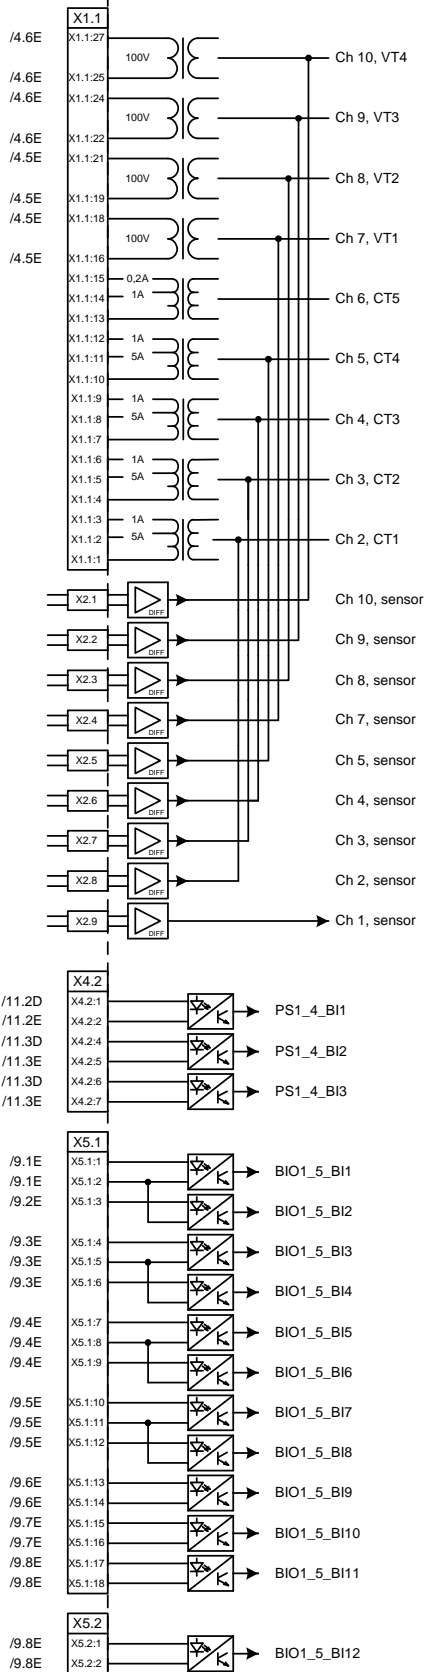 X1.1
/4.6E X1.1:27
100V Ch 10, VT4
/4.6E X1.1:25
/4.6E X1.1:24
100V Ch 9, VT3
/4.6E X1.1:22
/4.5E X1.1:21
100V Ch 8, VT2
/4.5E X1.1:19
/4.5E X1.1:18
100V Ch 7, VT1
/4.5E X1.1:16
X1.1:15 0,2A
X1.1:14 1A Ch 6, CT5
X1.1:13
X1.1:12 1A
X1.1:11 5A Ch 5, CT4
X1.1:10
X1.1:9 1A
X1.1:8 5A Ch 4, CT3
X1.1:7
X1.1:6 1A
X1.1:5 5A Ch 3, CT2
X1.1:4
X1.1:3 1A
X1.1:2 5A Ch 2, CT1
X1.1:1
X2.1 DIFF Ch 10, sensor
X2.2 DIFF Ch 9, sensor
X2.3 DIFF Ch 8, sensor
X2.4 DIFF Ch 7, sensor
X2.5 DIFF Ch 5, sensor
X2.6 DIFF Ch 4, sensor
X2.7 DIFF Ch 3, sensor
X2.8 DIFF Ch 2, sensor
X2.9 DIFF Ch 1, sensor
X4.2
/11.2D X4.2:1
PS1_4_BI1
/11.2E X4.2:2
/11.3D X4.2:4
PS1_4_BI2
/11.3E X4.2:5
/11.3D X4.2:6
PS1_4_BI3
/11.3E X4.2:7
X5.1
/9.1E X5.1:1
BIO1_5_BI1
/9.1E X5.1:2
/9.2E X5.1:3
BIO1_5_BI2
/9.3E X5.1:4
BIO1_5_BI3
/9.3E X5.1:5
/9.3E X5.1:6
BIO1_5_BI4
/9.4E X5.1:7
BIO1_5_BI5
/9.4E X5.1:8
/9.4E X5.1:9
BIO1_5_BI6
/9.5E X5.1:10
BIO1_5_BI7
/9.5E X5.1:11
/9.5E X5.1:12
BIO1_5_BI8
/9.6E X5.1:13
BIO1_5_BI9
/9.6E X5.1:14
/9.7E X5.1:15
BIO1_5_BI10
/9.7E X5.1:16
/9.8E X5.1:17
BIO1_5_BI11
/9.8E X5.1:18
X5.2
/9.8E X5.2:1
BIO1_5_BI12
/9.8E X5.2:2